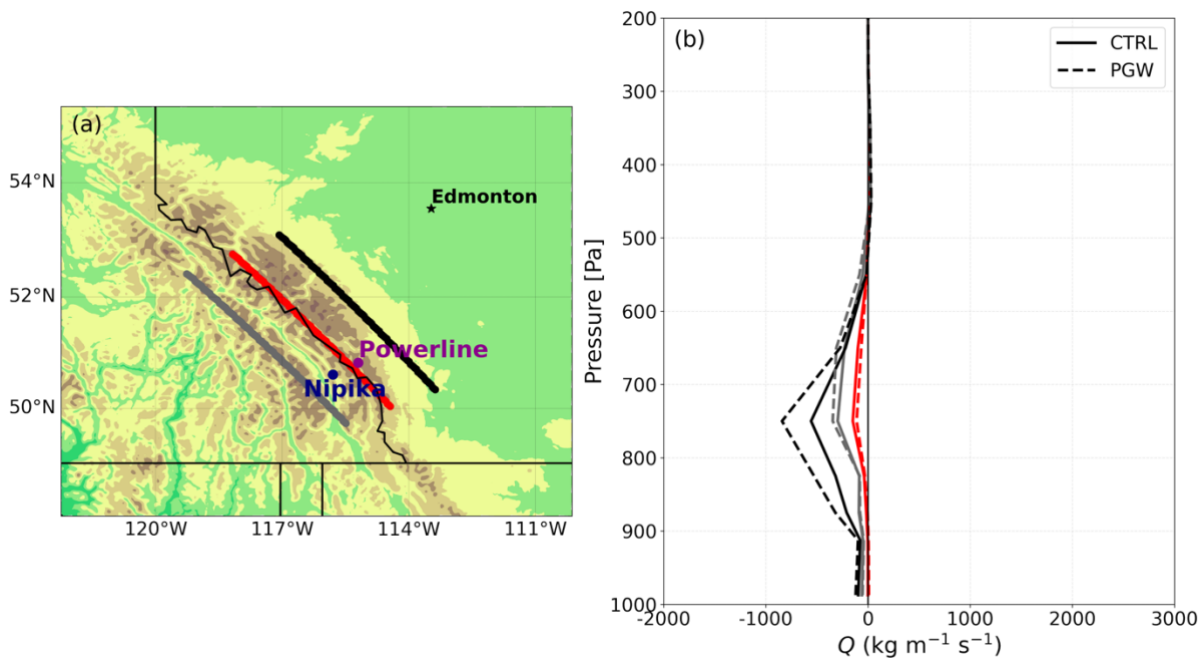 (a)
54°N
52°N
50°N
120°W
117°W
114°W
111°W
Edmonton
Powerline
Nipika
(b)
CTRL
PGW
Pressure [Pa]
200
300
400
500
600
700
800
900
1000
-2000
-1000
0
1000
2000
3000
Q (kg m⁻¹ s⁻¹)